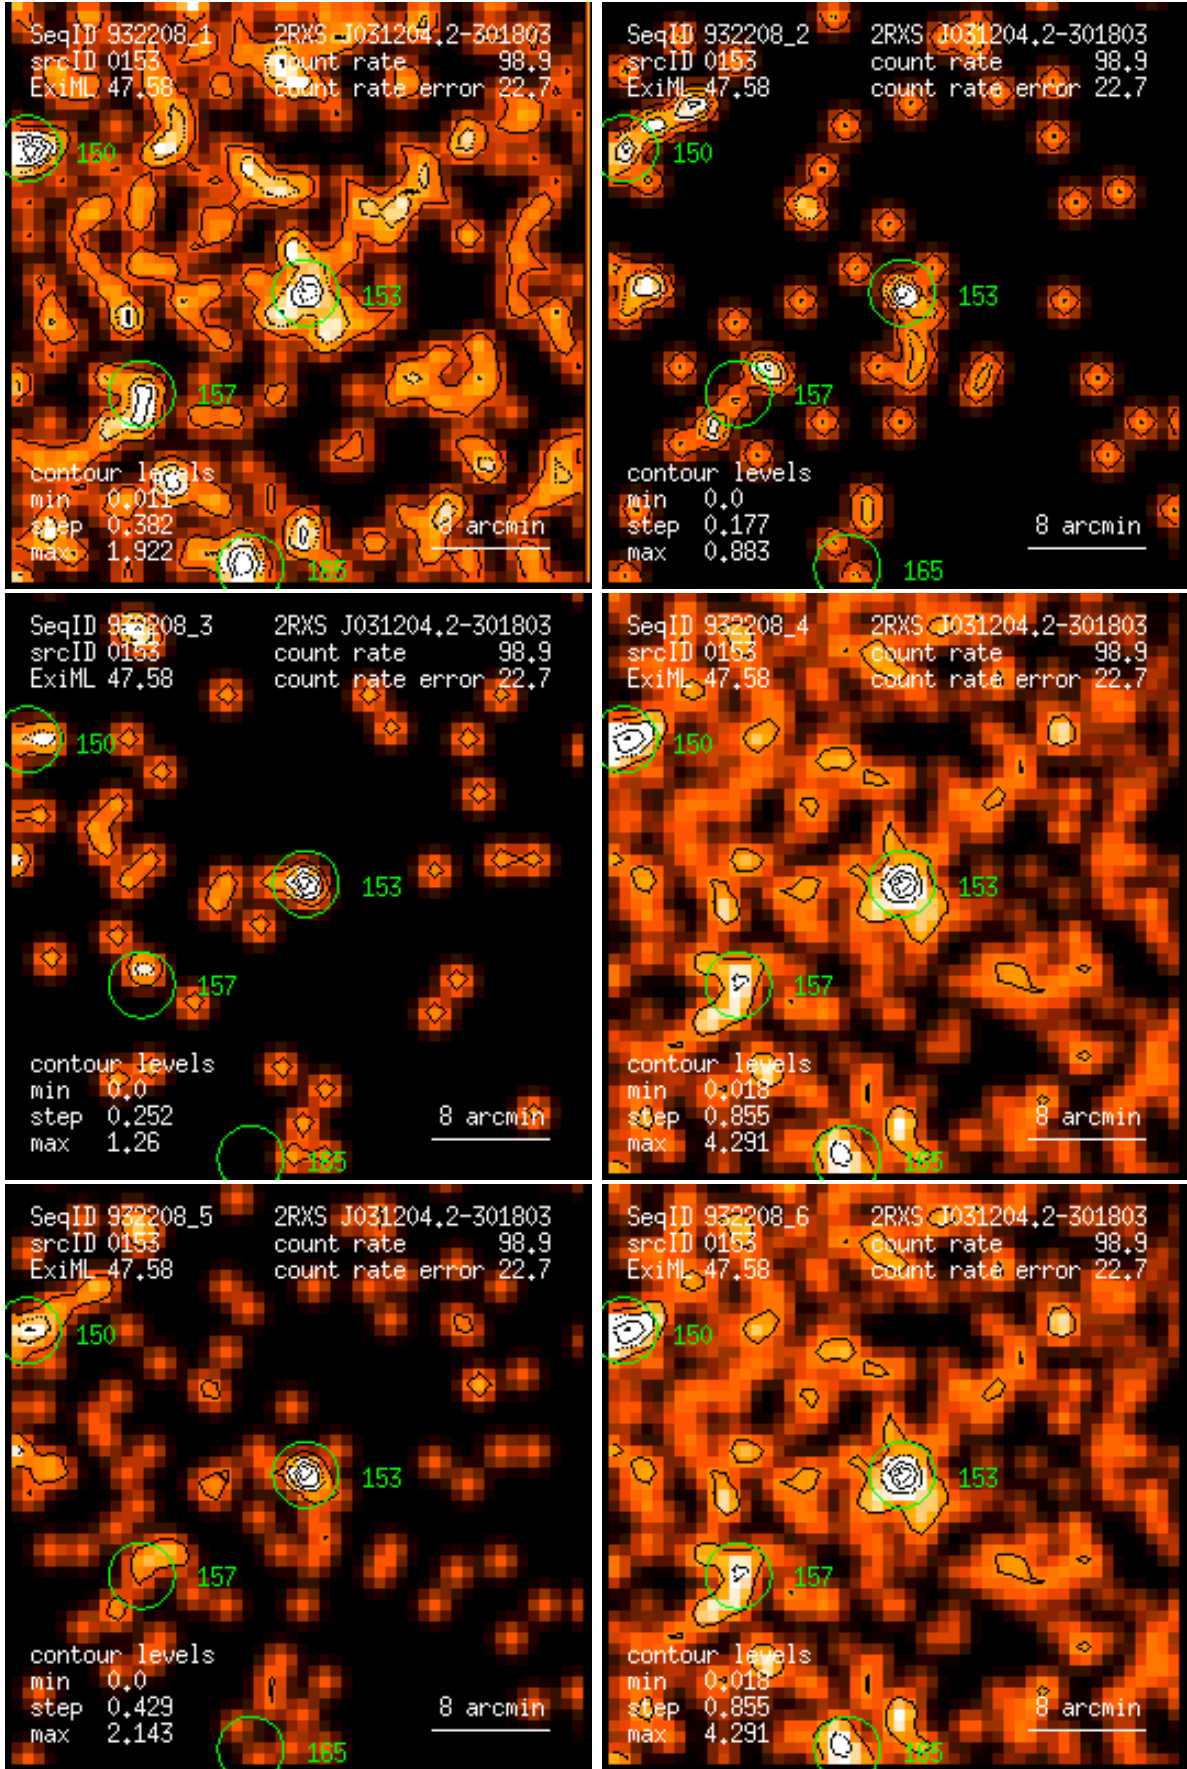 SeqID 932208_1 2RXS J031204.2-301803
srcID 0153 count rate 98.9
ExiML 47.58 count rate error 22.7
150
153
157
contour levels
min 0.011
step 0.382 8 arcmin
max 1.922
165
SeqID 932208_2 2RXS J031204.2-301803
srcID 0153 count rate 98.9
ExiML 47.58 count rate error 22.7
150
153
157
contour levels
min 0.0
step 0.177 8 arcmin
max 0.883
165
SeqID 932208_3 2RXS J031204.2-301803
srcID 0153 count rate 98.9
ExiML 47.58 count rate error 22.7
150
153
157
contour levels
min 0.0
step 0.252 8 arcmin
max 1.26
165
SeqID 932208_4 2RXS J031204.2-301803
srcID 0153 count rate 98.9
ExiML 47.58 count rate error 22.7
150
153
157
contour levels
min 0.018
step 0.855 8 arcmin
max 4.291
165
SeqID 932208_5 2RXS J031204.2-301803
srcID 0153 count rate 98.9
ExiML 47.58 count rate error 22.7
150
153
157
contour levels
min 0.0
step 0.429 8 arcmin
max 2.143
165
SeqID 932208_6 2RXS J031204.2-301803
srcID 0153 count rate 98.9
ExiML 47.58 count rate error 22.7
150
153
157
contour levels
min 0.018
step 0.855 8 arcmin
max 4.291
165